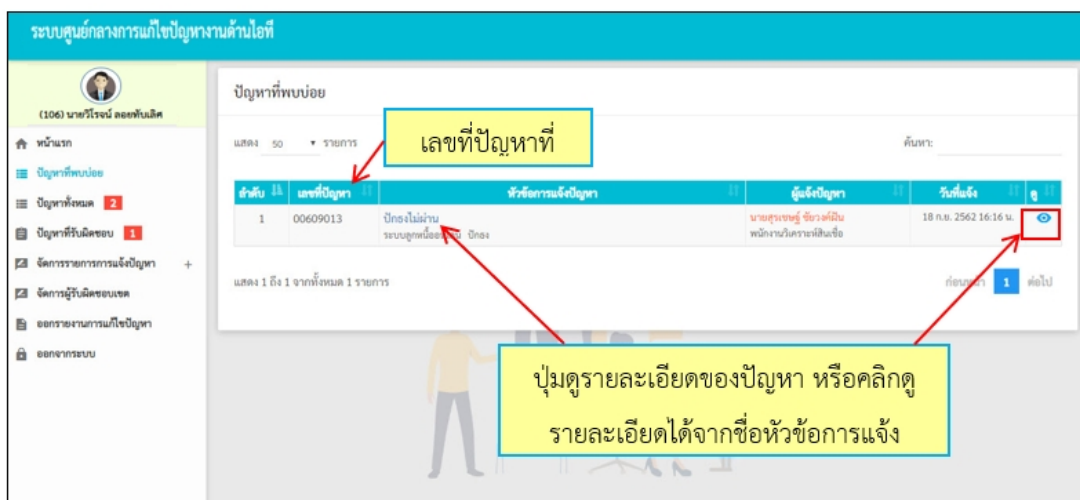 ระบบศูนย์กลางการแก้ไขปัญหางานด้านไอที
(106) นายวิโรจน์ ลอยทับเลิศ
หน้าแรก
ปัญหาที่พบบ่อย
ปัญหาทั้งหมด 2
ปัญหาที่รับผิดชอบ 1
จัดการรายการการแจ้งปัญหา +
จัดการผู้รับผิดชอบเขต
ออกรายงานการแก้ไขปัญหา
ออกจากระบบ
ปัญหาที่พบบ่อย
แสดง 50 รายการ
ค้นหา:
เลขที่ปัญหาที่
ลำดับ เลขที่ปัญหา หัวข้อการแจ้งปัญหา ผู้แจ้งปัญหา วันที่แจ้ง ดู
1 00609013 ปักธงไม่ผ่าน นายสุรเชษฐ์ ชัยวงค์ฝั้น 18 ก.ย. 2562 16:16 น.
ปักธง พนักงานวิเคราะห์สินเชื่อ
แสดง 1 ถึง 1 จากทั้งหมด 1 รายการ
ก่อนหน้า 1 ต่อไป
ปุ่มดูรายละเอียดของปัญหา หรือคลิกดู
รายละเอียดได้จากชื่อหัวข้อการแจ้ง